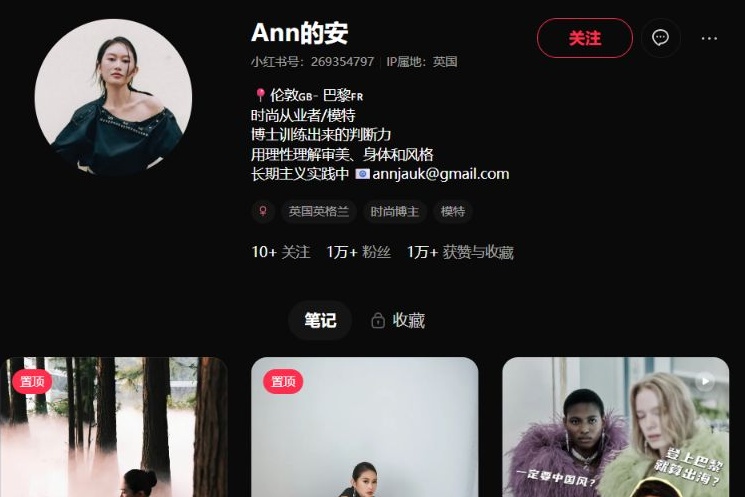 Ann的安
关注
小红书号：269354797 IP属地：英国
📍伦敦GB- 巴黎FR
时尚从业者/模特
博士训练出来的判断力
用理性理解审美、身体和风格
长期主义实践中 📧annjauk@gmail.com
♀ 英国英格兰 时尚博主 模特
10+ 关注 1万+ 粉丝 1万+ 获赞与收藏
笔记 收藏
置顶 置顶
一定要中国风？
登上巴黎
就算出海？